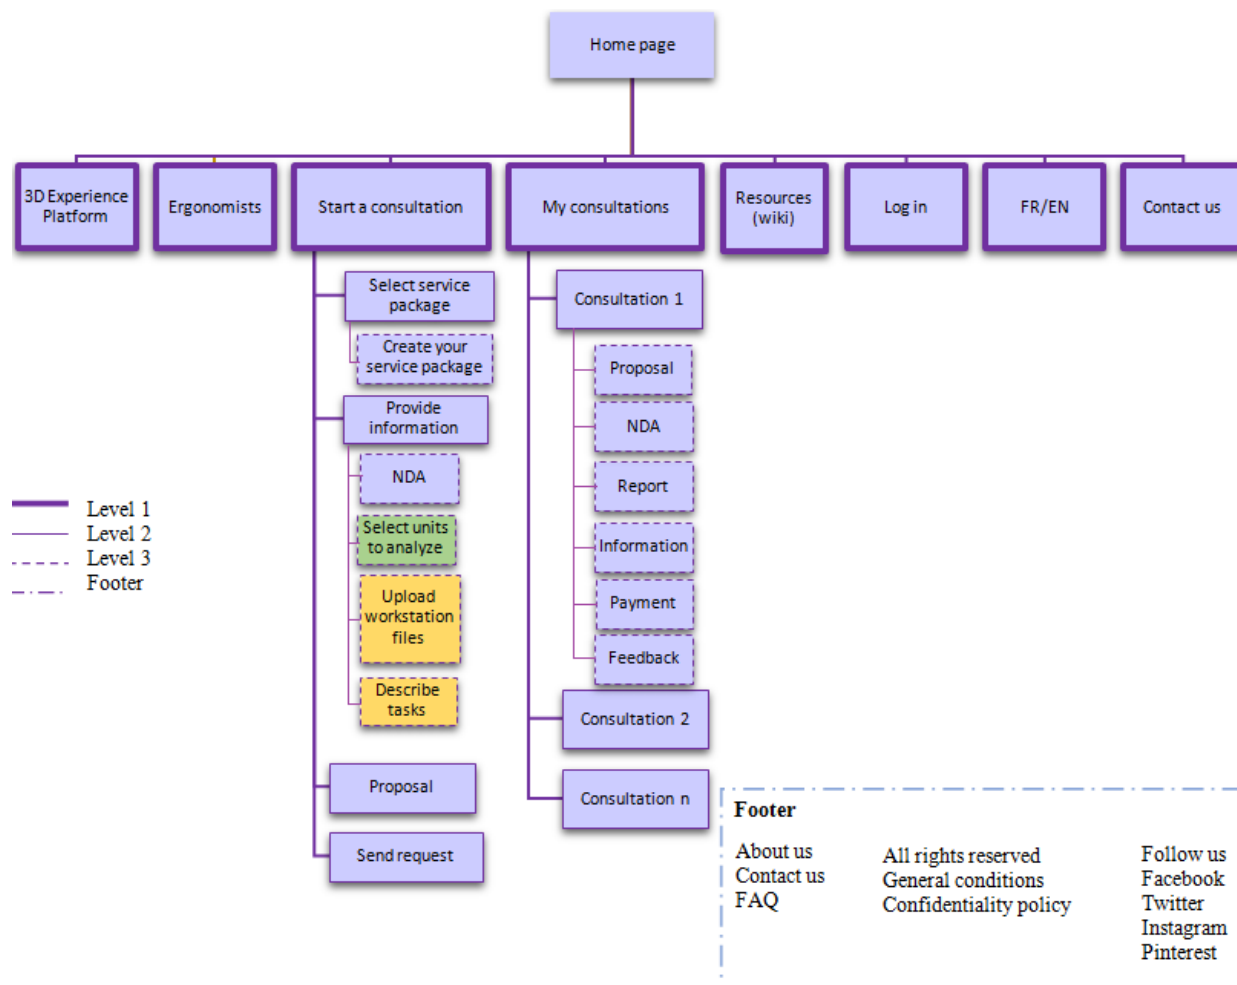 Home page
3D Experience
Platform
Ergonomists
Start a consultation
My consultations
Resources
(wiki)
Log in
FR/EN
Contact us
Select service
package
Create your
service package
Provide
information
NDA
Select units
to analyze
Upload
workstation
files
Describe
tasks
Proposal
Send request
Consultation 1
Proposal
NDA
Report
Information
Payment
Feedback
Consultation 2
Consultation n
Level 1
Level 2
Level 3
Footer
Footer
About us
Contact us
FAQ
All rights reserved
General conditions
Confidentiality policy
Follow us
Facebook
Twitter
Instagram
Pinterest